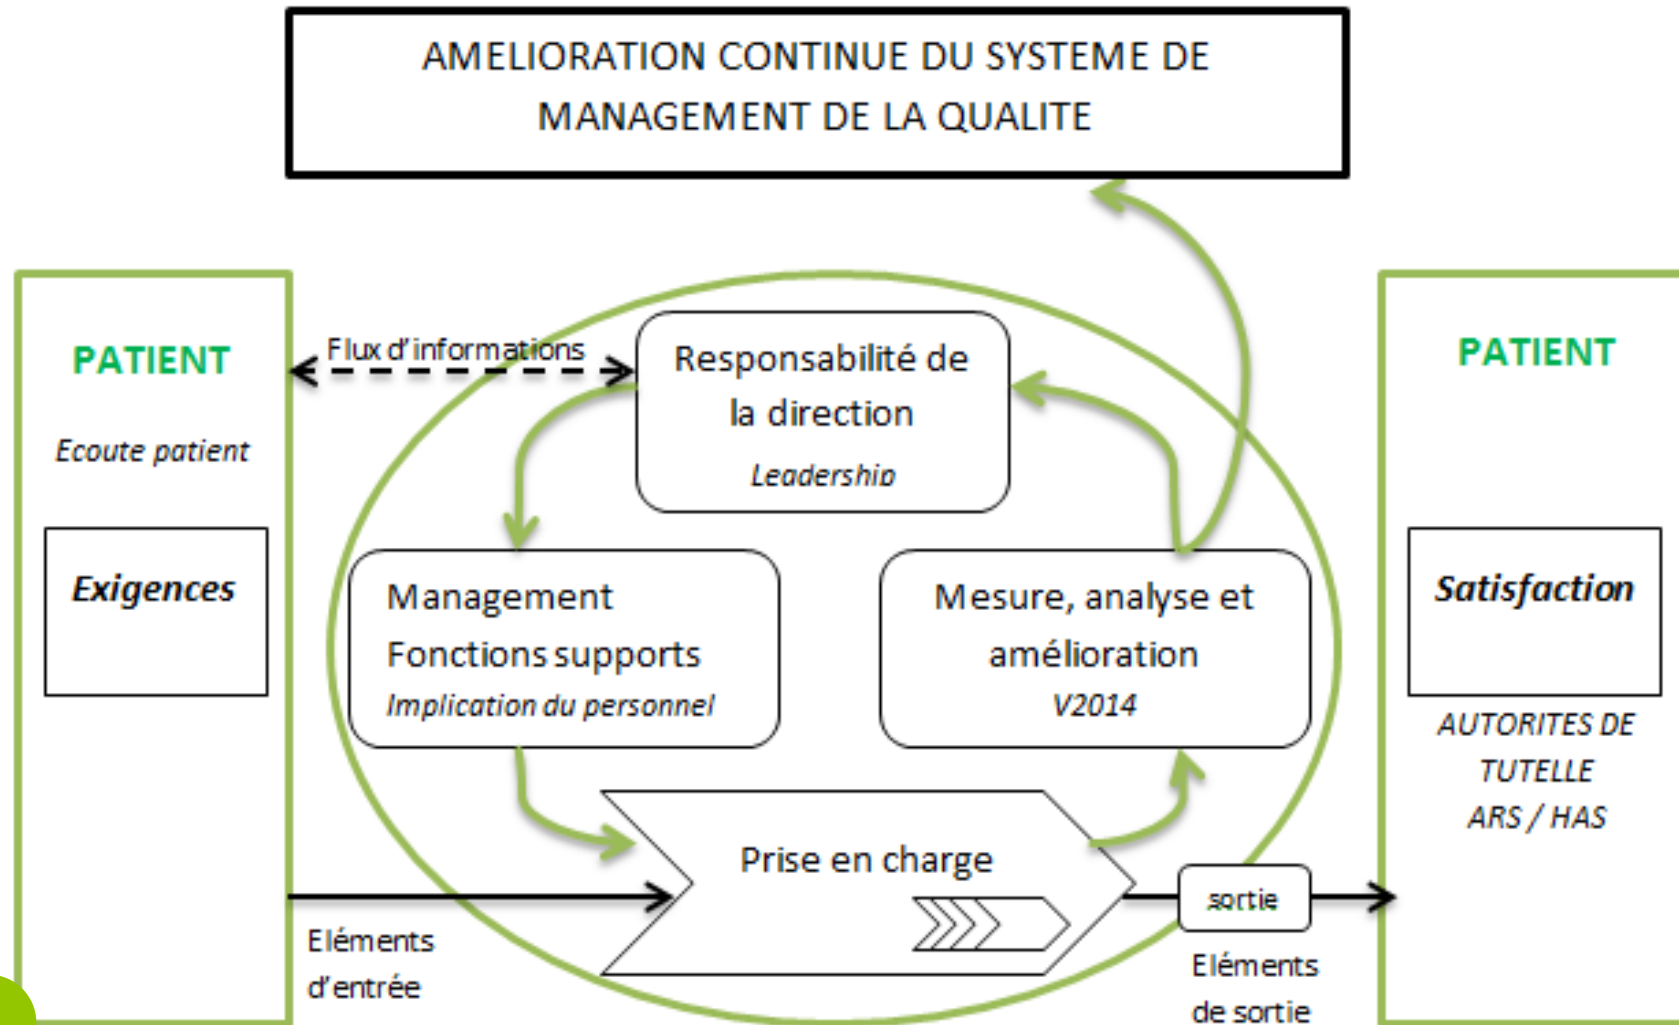 AMELIORATION CONTINUE DU SYSTEME DE
MANAGEMENT DE LA QUALITE
PATIENT
Ecoute patient
Exigences
Flux d'informations
Responsabilité de
la direction
Leadership
Management
Fonctions supports
Implication du personnel
Mesure, analyse et
amélioration
V2014
Prise en charge
Eléments
d'entrée
sortie
Eléments
de sortie
PATIENT
Satisfaction
AUTORITES DE
TUTELLE
ARS / HAS